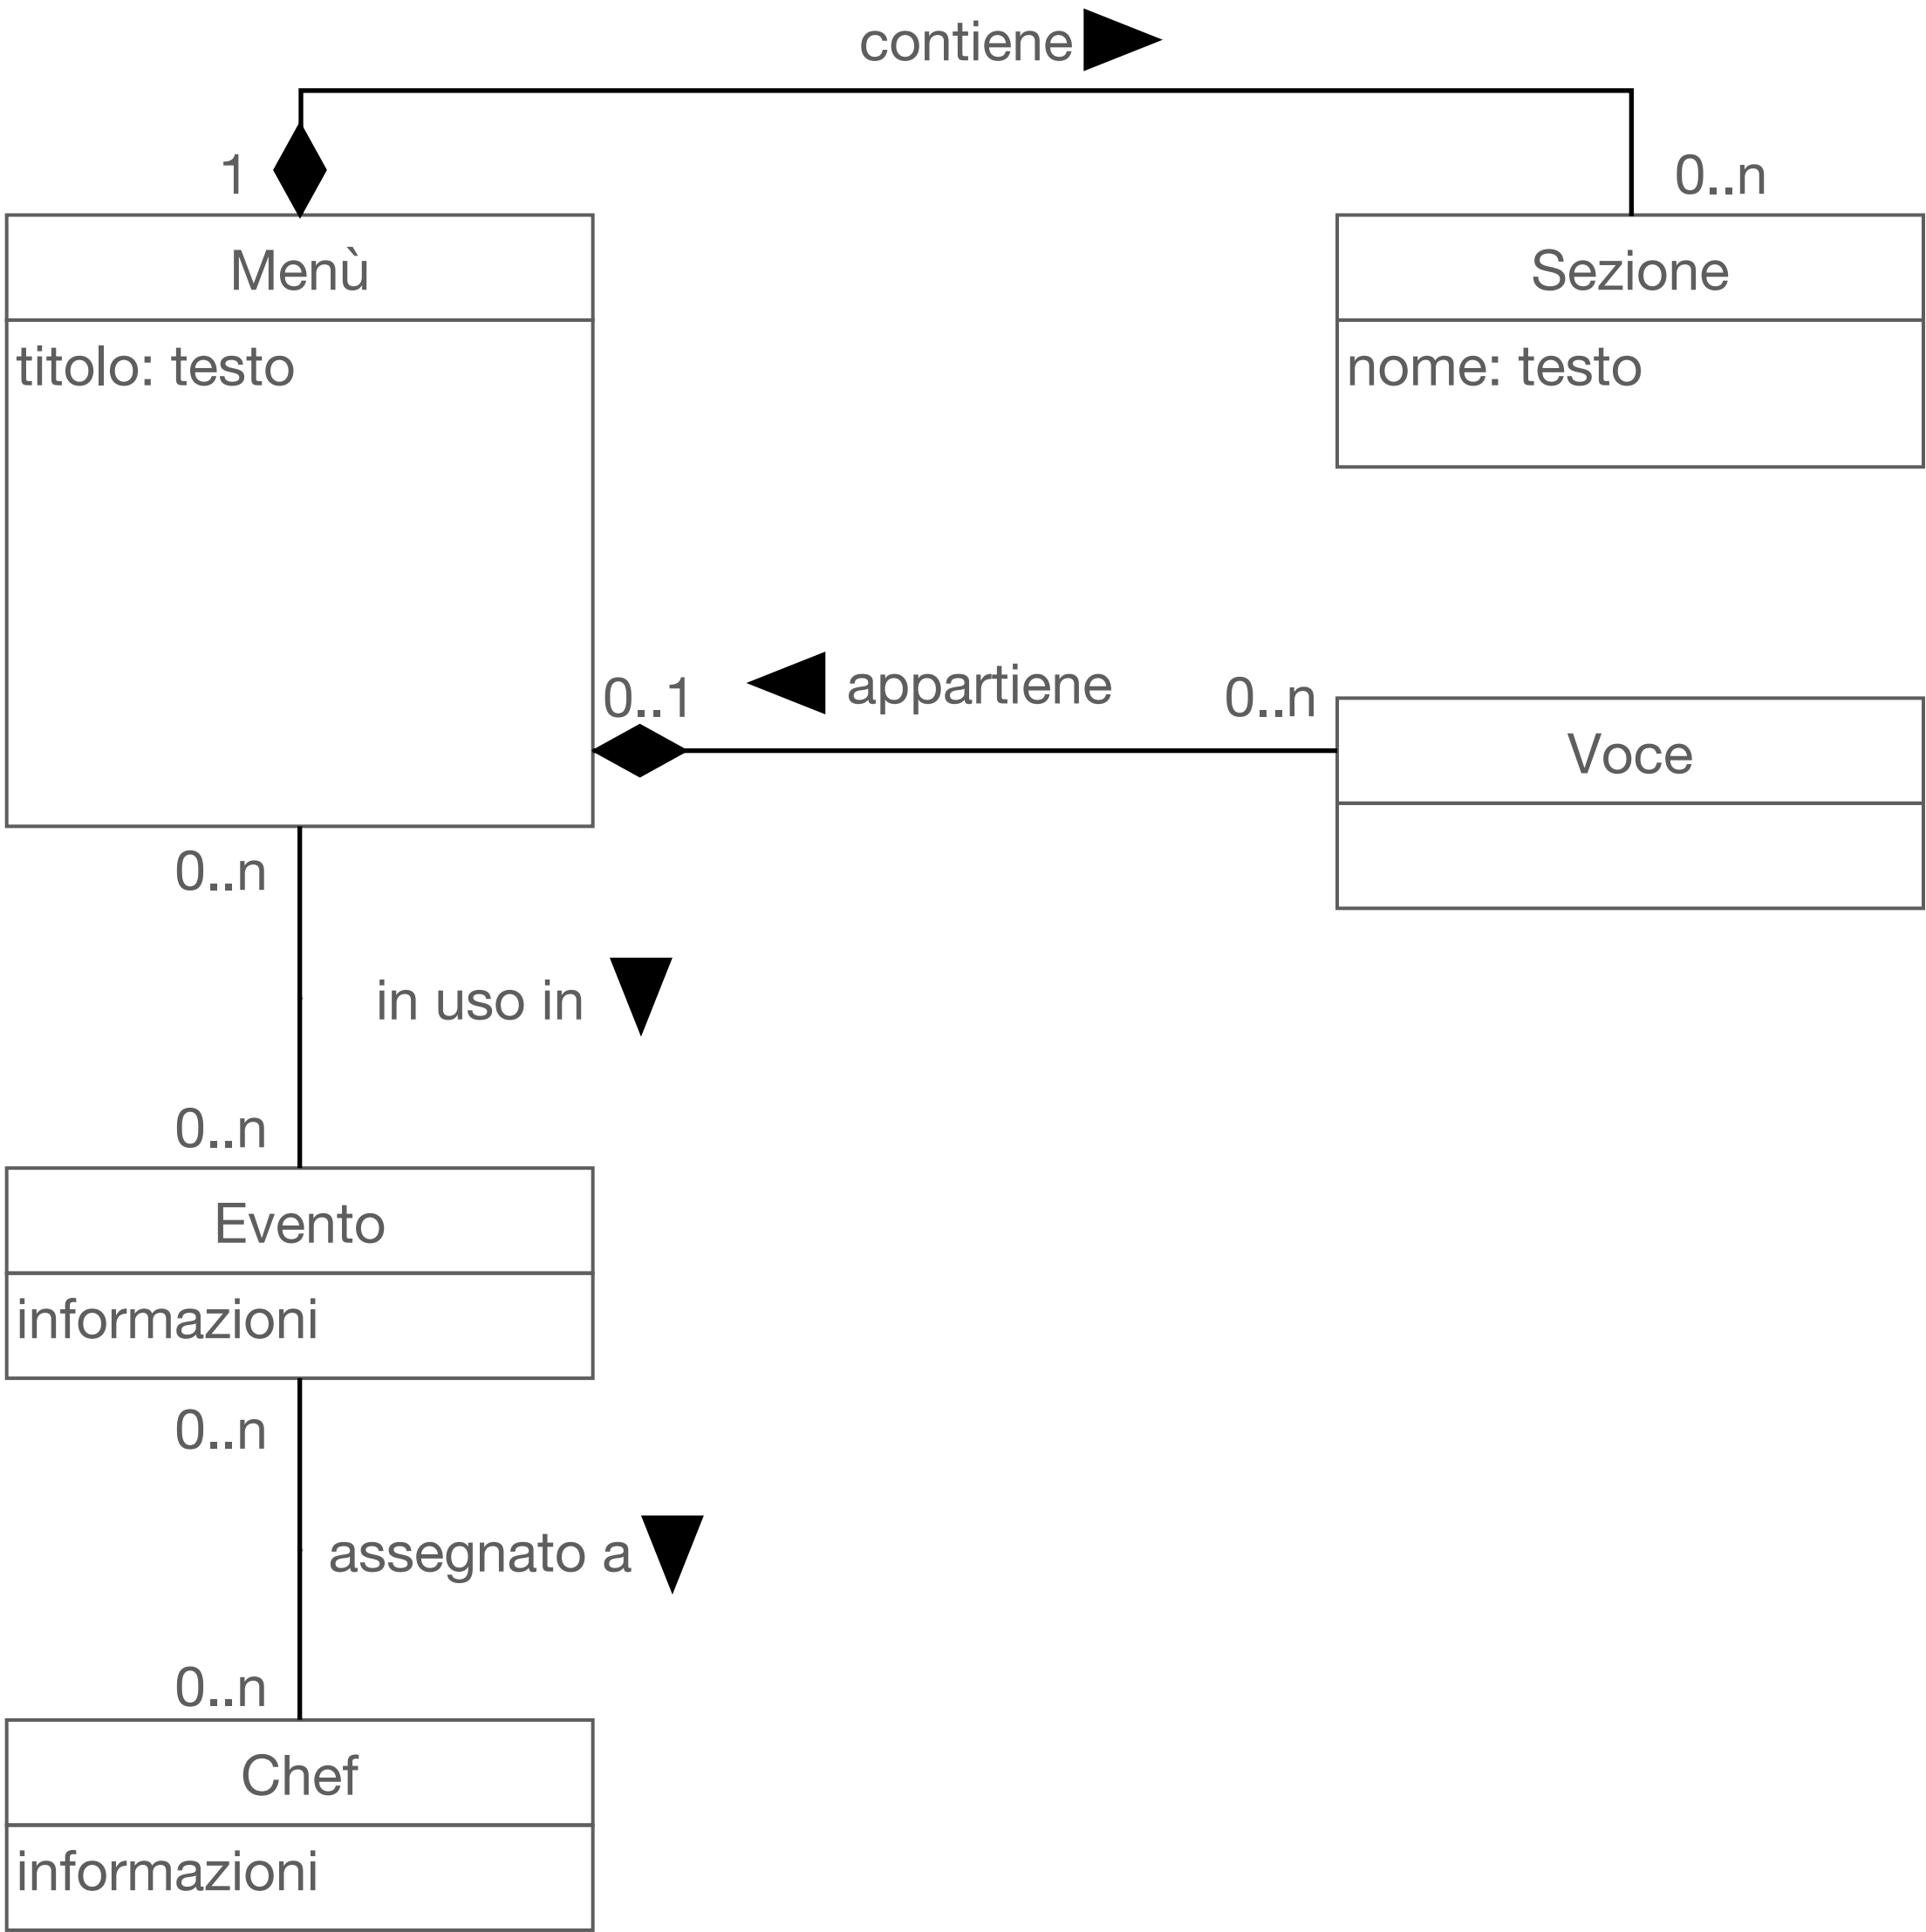 contiene
1
0..n
Menù
Sezione
titolo: testo
nome: testo
0..1
appartiene
0..n
Voce
0..n
in uso in
0..n
Evento
informazioni
0..n
assegnato a
0..n
Chef
informazioni